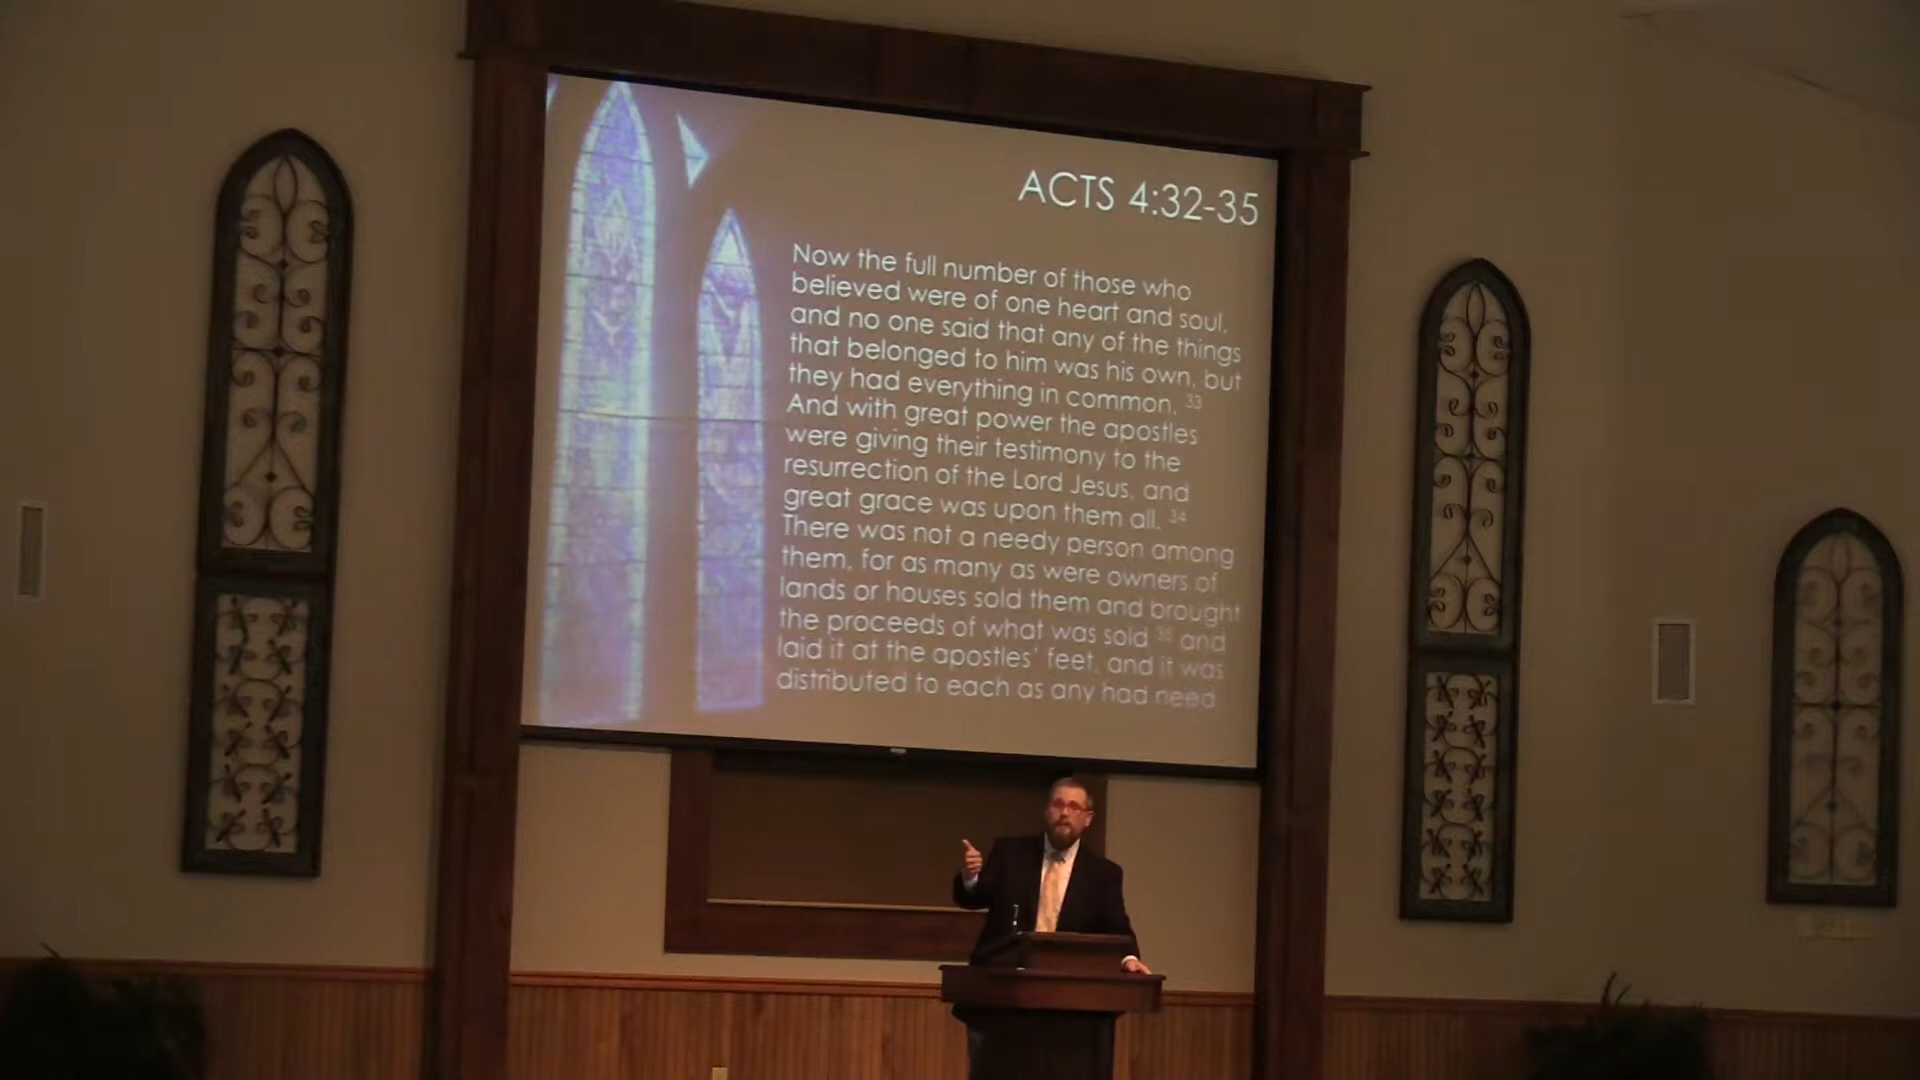 ACTS 4:32-35
Now the full number of those who
believed were of one heart and soul,
and no one said that any of the things
that belonged to him was his own, but
they had everything in common. 33
And with great power the apostles
were giving their testimony to the
resurrection of the Lord Jesus, and
great grace was upon them all. 34
There was not a needy person among
them, for as many as were owners of
lands or houses sold them and brought
the proceeds of what was sold 35 and
laid it at the apostles' feet, and it was
distributed to each as any had need